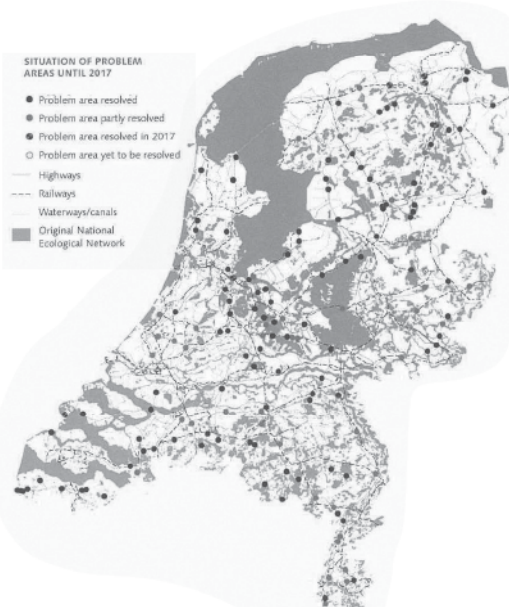 SITUATION OF PROBLEM
AREAS UNTIL 2017
Problem area resolved
Problem area partly resolved
Problem area resolved in 2017
Problem area yet to be resolved
Highways
Railways
Waterways/canals
Original National
Ecological Network